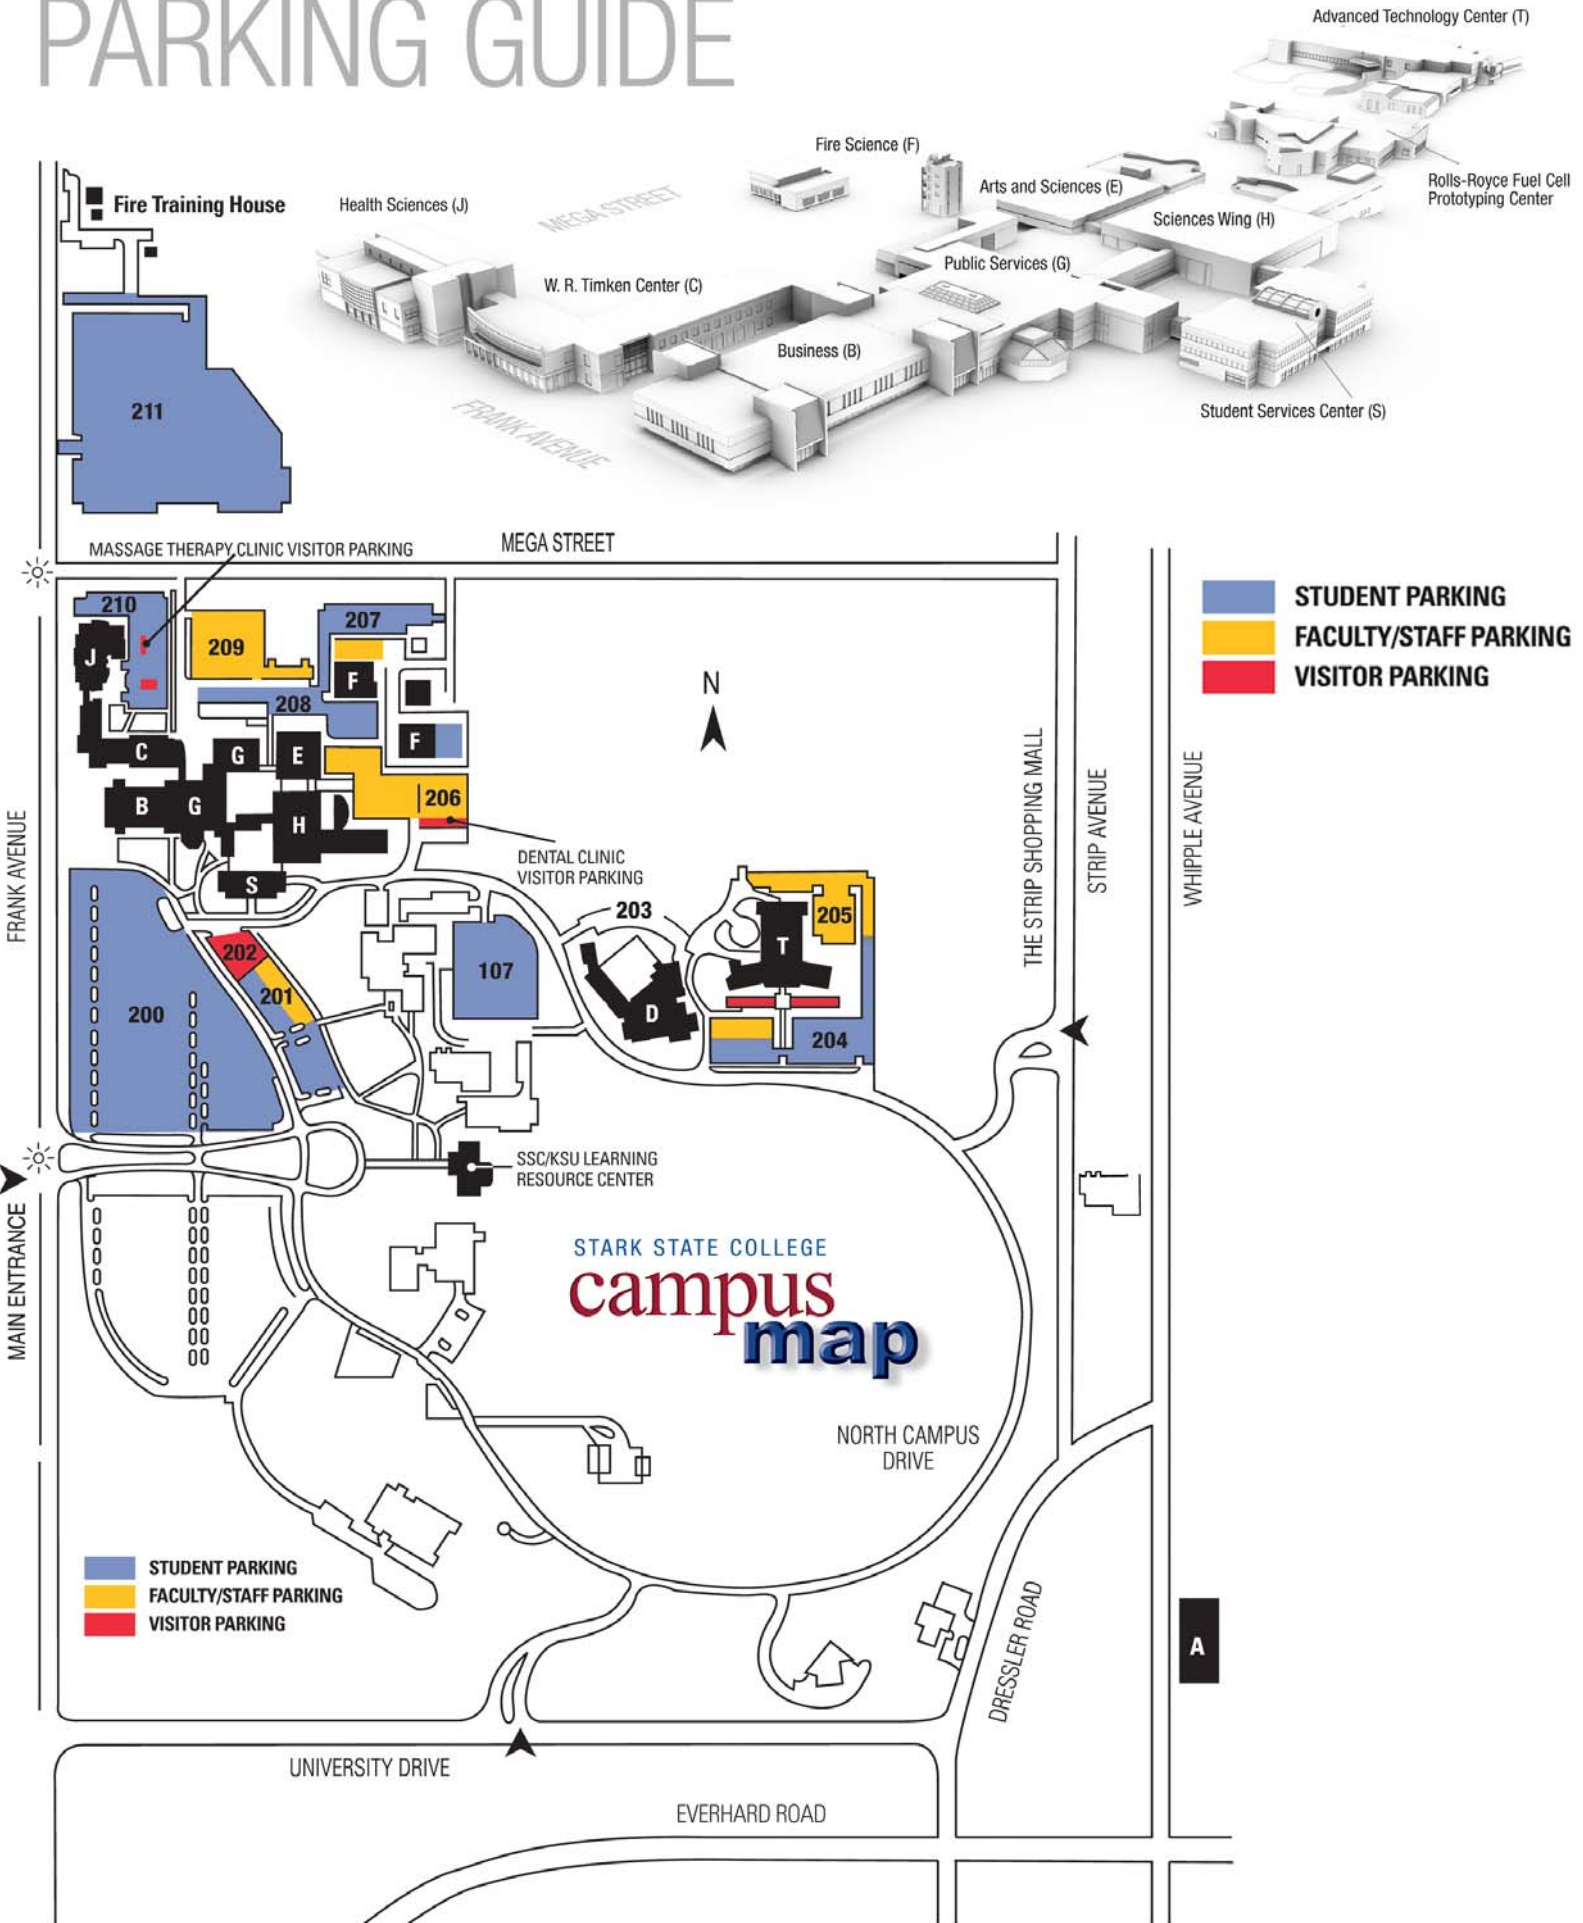 PARKING GUIDE
Advanced Technology Center (T)
Fire Science (F)
Arts and Sciences (E)
Rolls-Royce Fuel Cell
Prototyping Center
Health Sciences (J)
MEGA STREET
Sciences Wing (H)
Public Services (G)
W. R. Timken Center (C)
Business (B)
FRANK AVENUE
Student Services Center (S)
Fire Training House
211
MASSAGE THERAPY CLINIC VISITOR PARKING
MEGA STREET
STUDENT PARKING
FACULTY/STAFF PARKING
VISITOR PARKING
210
207
209
J
F
208
N
F
C
G
E
206
B
G
H
DENTAL CLINIC
VISITOR PARKING
S
203
205
202
T
107
201
200
D
204
FRANK AVENUE
THE STRIP SHOPPING MALL
STRIP AVENUE
WHIPPLE AVENUE
SSC/KSU LEARNING
RESOURCE CENTER
MAIN ENTRANCE
STARK STATE COLLEGE
campus
map
NORTH CAMPUS
DRIVE
STUDENT PARKING
FACULTY/STAFF PARKING
VISITOR PARKING
DRESSLER ROAD
A
UNIVERSITY DRIVE
EVERHARD ROAD